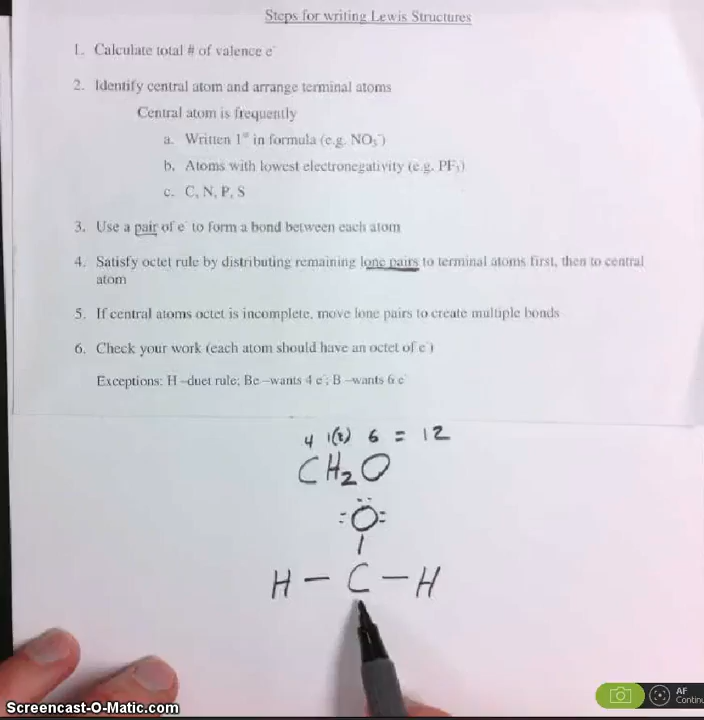 Steps for writing Lewis Structures
1. Calculate total # of valence e⁻
2. Identify central atom and arrange terminal atoms
Central atom is frequently
a. Written 1st in formula (e.g. NO₃⁻)
b. Atoms with lowest electronegativity (e.g. PF₃)
c. C, N, P, S
3. Use a pair of e⁻ to form a bond between each atom
4. Satisfy octet rule by distributing remaining lone pairs to terminal atoms first, then to central
atom
5. If central atoms octet is incomplete, move lone pairs to create multiple bonds
6. Check your work (each atom should have an octet of e⁻)
Exceptions: H –duet rule; Be –wants 4 e⁻; B –wants 6 e⁻
4 1(2) 6 = 12
CH₂O
O
H – C – H
AF
Continu
Screencast-O-Matic.com